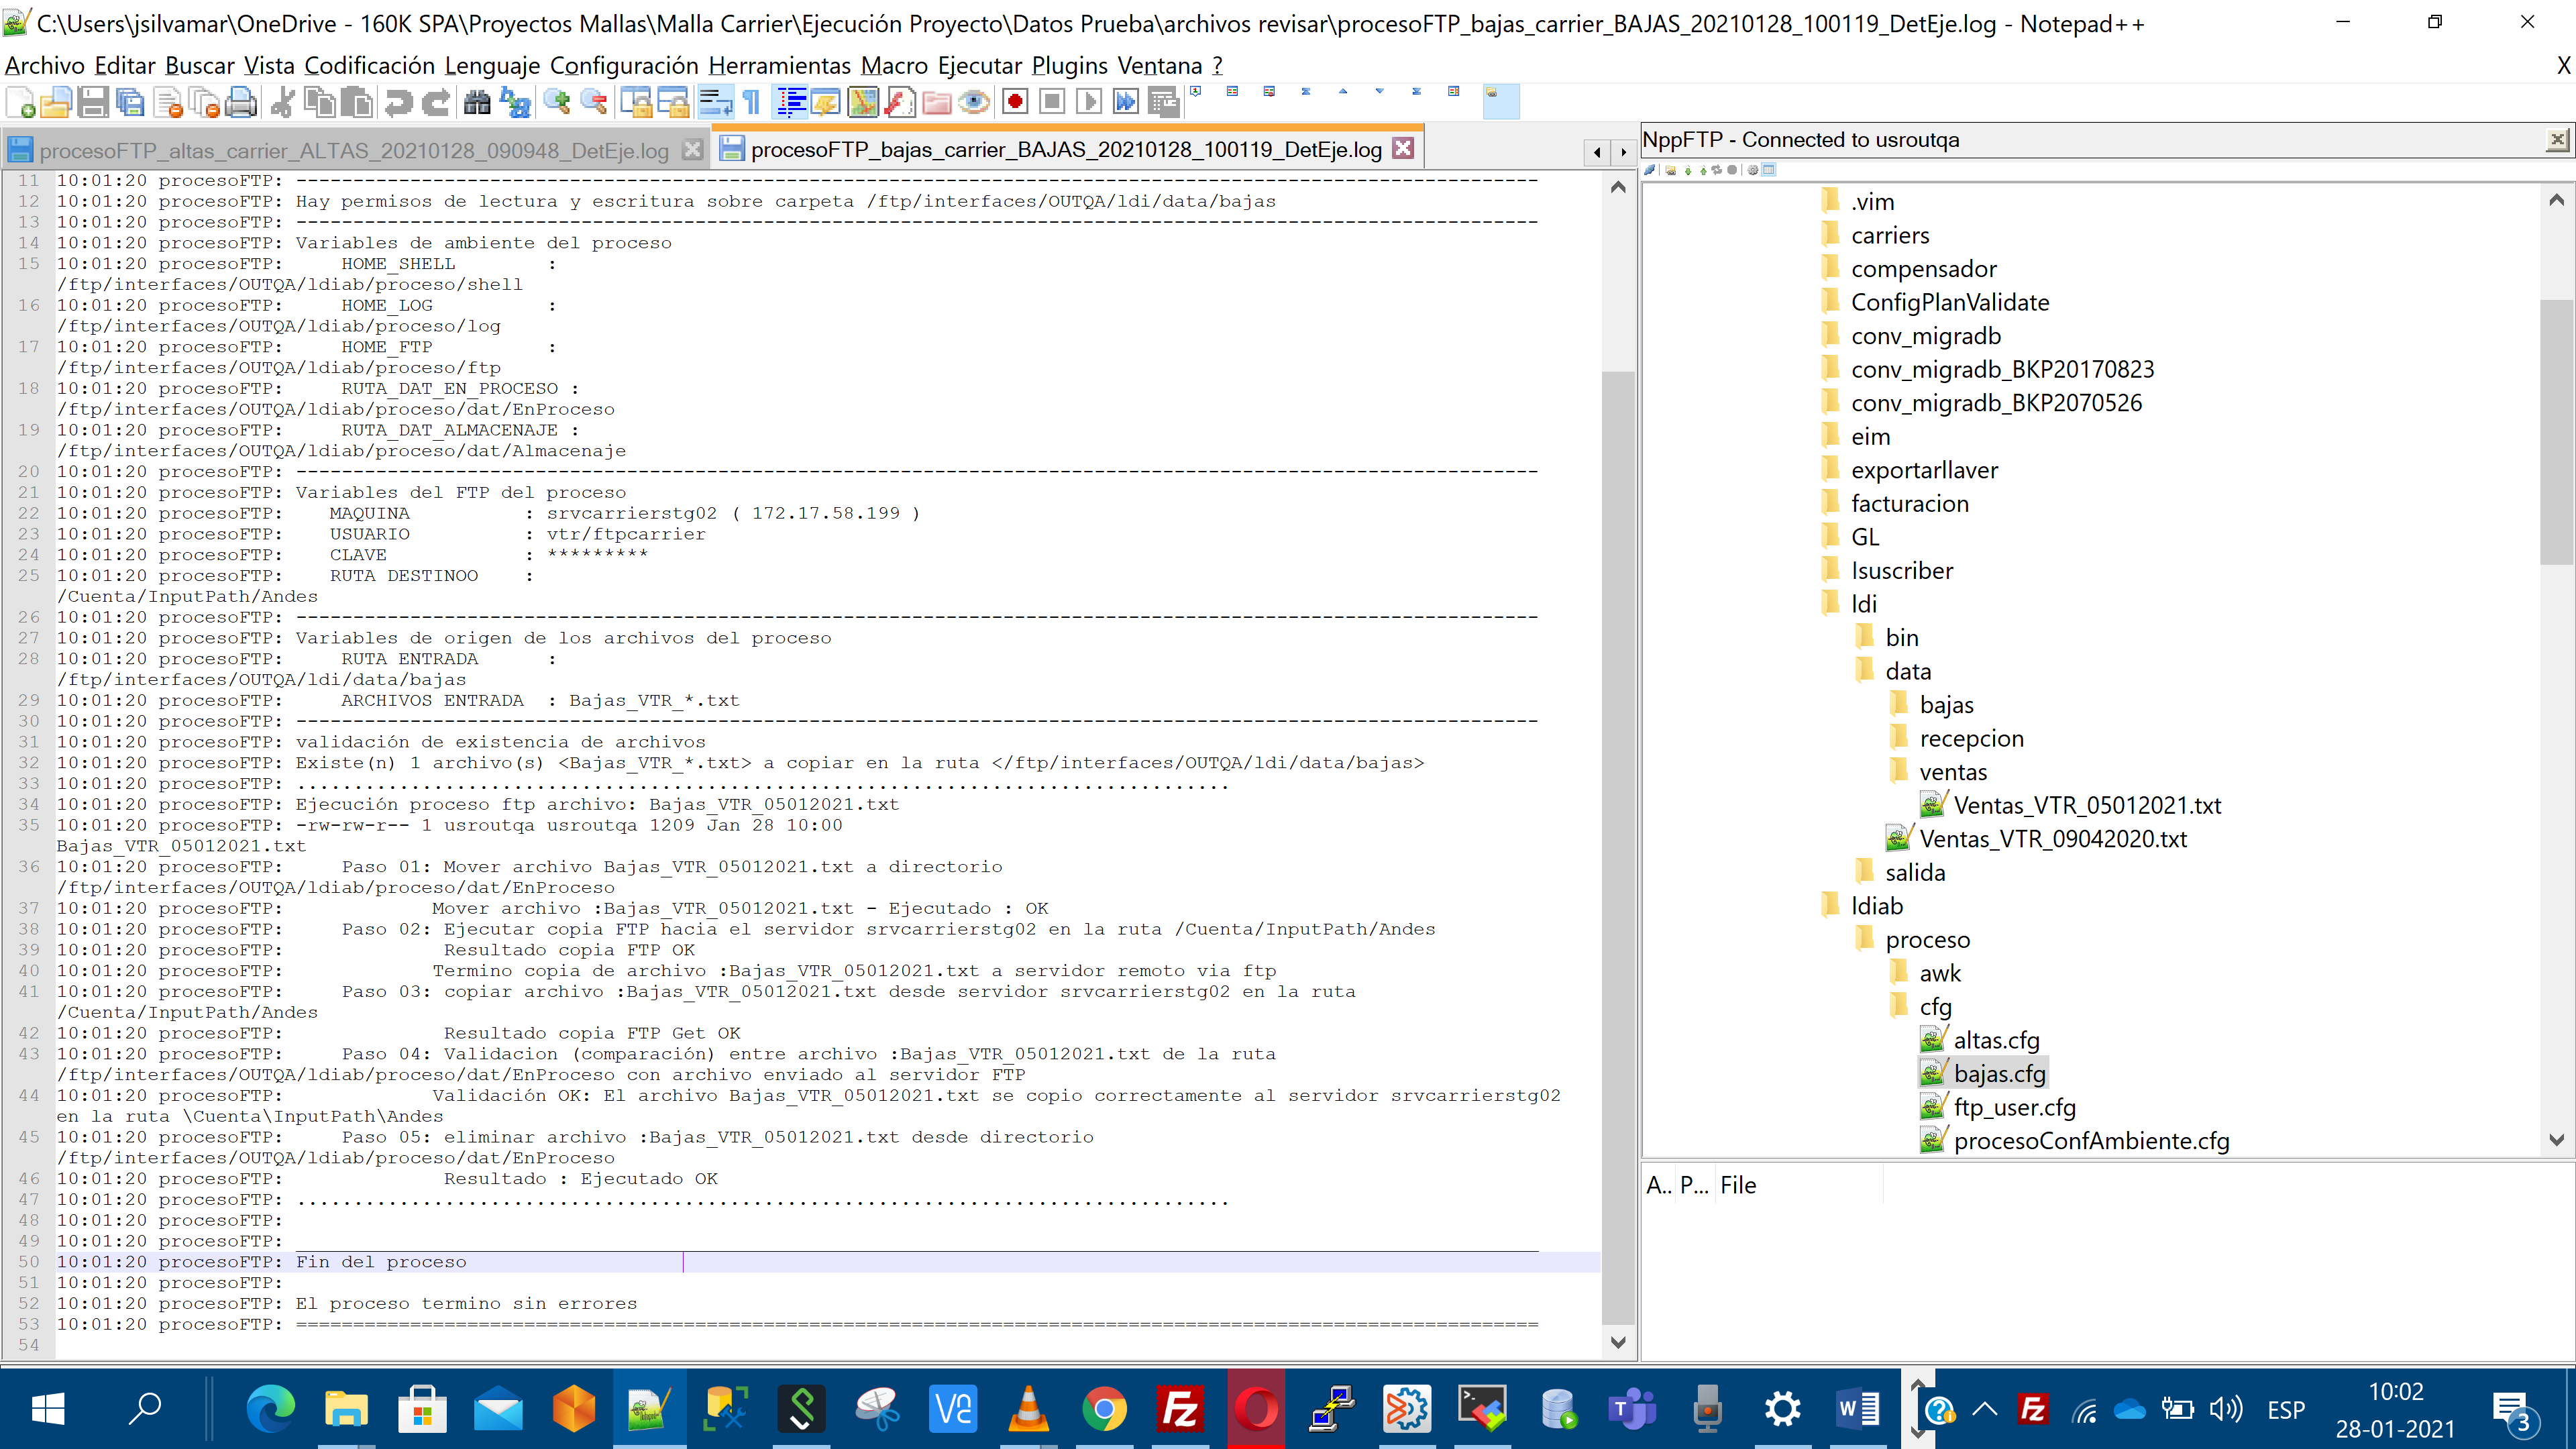 C:\Users\jsilvamar\OneDrive - 160K SPA\Proyectos Mallas\Malla Carrier\Ejecución Proyecto\Datos Prueba\archivos revisar\procesoFTP_bajas_carrier_BAJAS_20210128_100119_DetEje.log - Notepad++
Archivo Editar Buscar Vista Codificación Lenguaje Configuración Herramientas Macro Ejecutar Plugins Ventana ? X
procesoFTP_altas_carrier_ALTAS_20210128_090948_DetEje.log procesoFTP_bajas_carrier_BAJAS_20210128_100119_DetEje.log
11 10:01:20 procesoFTP: -------------------------------------------------------------------------------------------------------------
12 10:01:20 procesoFTP: Hay permisos de lectura y escritura sobre carpeta /ftp/interfaces/OUTQA/ldi/data/bajas
13 10:01:20 procesoFTP: -------------------------------------------------------------------------------------------------------------
14 10:01:20 procesoFTP: Variables de ambiente del proceso
15 10:01:20 procesoFTP: HOME_SHELL :
/ftp/interfaces/OUTQA/ldiab/proceso/shell
16 10:01:20 procesoFTP: HOME_LOG :
/ftp/interfaces/OUTQA/ldiab/proceso/log
17 10:01:20 procesoFTP: HOME_FTP :
/ftp/interfaces/OUTQA/ldiab/proceso/ftp
18 10:01:20 procesoFTP: RUTA_DAT_EN_PROCESO :
/ftp/interfaces/OUTQA/ldiab/proceso/dat/EnProceso
19 10:01:20 procesoFTP: RUTA_DAT_ALMACENAJE :
/ftp/interfaces/OUTQA/ldiab/proceso/dat/Almacenaje
20 10:01:20 procesoFTP: -------------------------------------------------------------------------------------------------------------
21 10:01:20 procesoFTP: Variables del FTP del proceso
22 10:01:20 procesoFTP: MAQUINA : srvcarrierstg02 ( 172.17.58.199 )
23 10:01:20 procesoFTP: USUARIO : vtr/ftpcarrier
24 10:01:20 procesoFTP: CLAVE : *********
25 10:01:20 procesoFTP: RUTA DESTINOO :
/Cuenta/InputPath/Andes
26 10:01:20 procesoFTP: -------------------------------------------------------------------------------------------------------------
27 10:01:20 procesoFTP: Variables de origen de los archivos del proceso
28 10:01:20 procesoFTP: RUTA ENTRADA :
/ftp/interfaces/OUTQA/ldi/data/bajas
29 10:01:20 procesoFTP: ARCHIVOS ENTRADA : Bajas_VTR_*.txt
30 10:01:20 procesoFTP: -------------------------------------------------------------------------------------------------------------
31 10:01:20 procesoFTP: validación de existencia de archivos
32 10:01:20 procesoFTP: Existe(n) 1 archivo(s) <Bajas_VTR_*.txt> a copiar en la ruta </ftp/interfaces/OUTQA/ldi/data/bajas>
33 10:01:20 procesoFTP: ..................................................................................
34 10:01:20 procesoFTP: Ejecución proceso ftp archivo: Bajas_VTR_05012021.txt
35 10:01:20 procesoFTP: -rw-rw-r-- 1 usroutqa usroutqa 1209 Jan 28 10:00
Bajas_VTR_05012021.txt
36 10:01:20 procesoFTP: Paso 01: Mover archivo Bajas_VTR_05012021.txt a directorio
/ftp/interfaces/OUTQA/ldiab/proceso/dat/EnProceso
37 10:01:20 procesoFTP: Mover archivo :Bajas_VTR_05012021.txt - Ejecutado : OK
38 10:01:20 procesoFTP: Paso 02: Ejecutar copia FTP hacia el servidor srvcarrierstg02 en la ruta /Cuenta/InputPath/Andes
39 10:01:20 procesoFTP: Resultado copia FTP OK
40 10:01:20 procesoFTP: Termino copia de archivo :Bajas_VTR_05012021.txt a servidor remoto via ftp
41 10:01:20 procesoFTP: Paso 03: copiar archivo :Bajas_VTR_05012021.txt desde servidor srvcarrierstg02 en la ruta
/Cuenta/InputPath/Andes
42 10:01:20 procesoFTP: Resultado copia FTP Get OK
43 10:01:20 procesoFTP: Paso 04: Validacion (comparación) entre archivo :Bajas_VTR_05012021.txt de la ruta
/ftp/interfaces/OUTQA/ldiab/proceso/dat/EnProceso con archivo enviado al servidor FTP
44 10:01:20 procesoFTP: Validación OK: El archivo Bajas_VTR_05012021.txt se copio correctamente al servidor srvcarrierstg02
en la ruta \Cuenta\InputPath\Andes
45 10:01:20 procesoFTP: Paso 05: eliminar archivo :Bajas_VTR_05012021.txt desde directorio
/ftp/interfaces/OUTQA/ldiab/proceso/dat/EnProceso
46 10:01:20 procesoFTP: Resultado : Ejecutado OK
47 10:01:20 procesoFTP: ..................................................................................
48 10:01:20 procesoFTP:
49 10:01:20 procesoFTP: _____________________________________________________________________________________________________________
50 10:01:20 procesoFTP: Fin del proceso
51 10:01:20 procesoFTP:
52 10:01:20 procesoFTP: El proceso termino sin errores
53 10:01:20 procesoFTP: =============================================================================================================
54
NppFTP - Connected to usroutqa
.vim
carriers
compensador
ConfigPlanValidate
conv_migradb
conv_migradb_BKP20170823
conv_migradb_BKP2070526
eim
exportarllaver
facturacion
GL
lsuscriber
ldi
bin
data
bajas
recepcion
ventas
Ventas_VTR_05012021.txt
Ventas_VTR_09042020.txt
salida
ldiab
proceso
awk
cfg
altas.cfg
bajas.cfg
ftp_user.cfg
procesoConfAmbiente.cfg
A.. P... File
ESP
10:02
28-01-2021
3